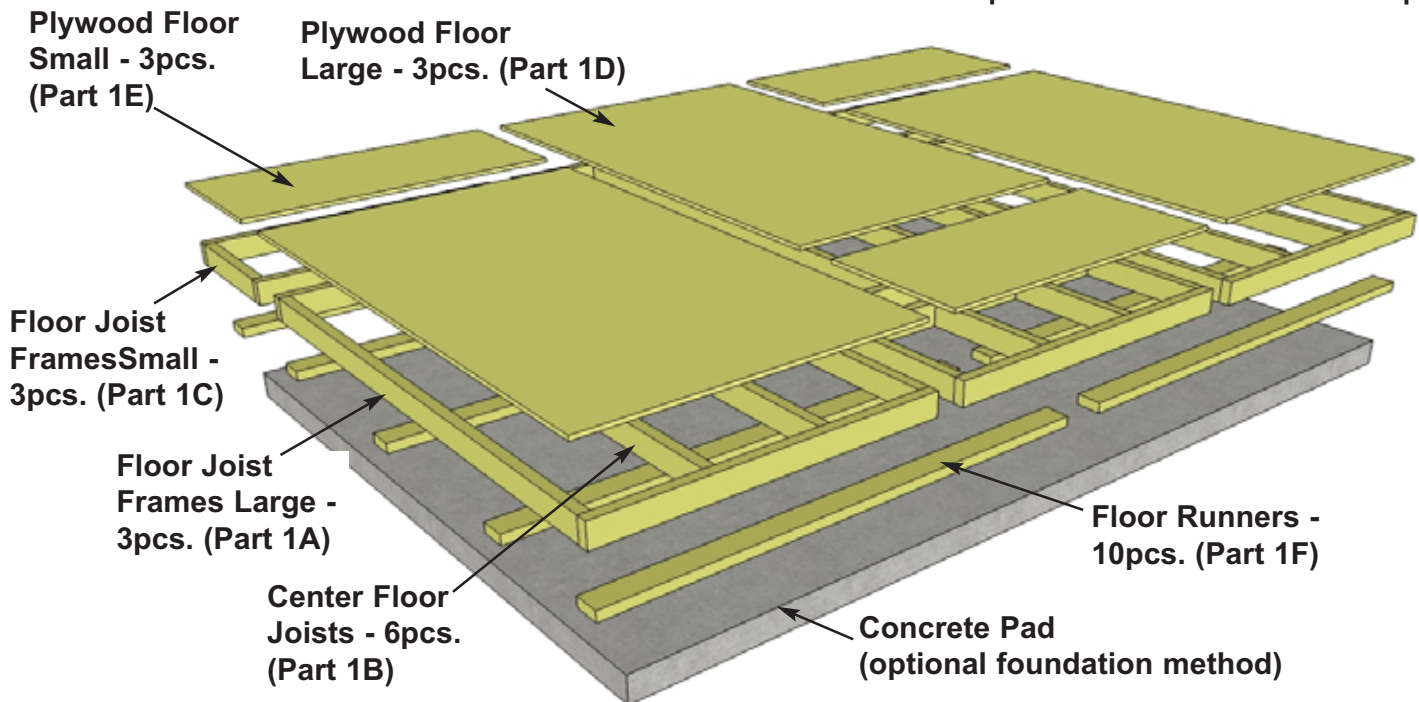 Plywood Floor
Small - 3pcs.
(Part 1E)
Plywood Floor
Large - 3pcs. (Part 1D)
Floor Joist
FramesSmall -
3pcs. (Part 1C)
Floor Joist
Frames Large -
3pcs. (Part 1A)
Center Floor
Joists - 6pcs.
(Part 1B)
Floor Runners -
10pcs. (Part 1F)
Concrete Pad
(optional foundation method)